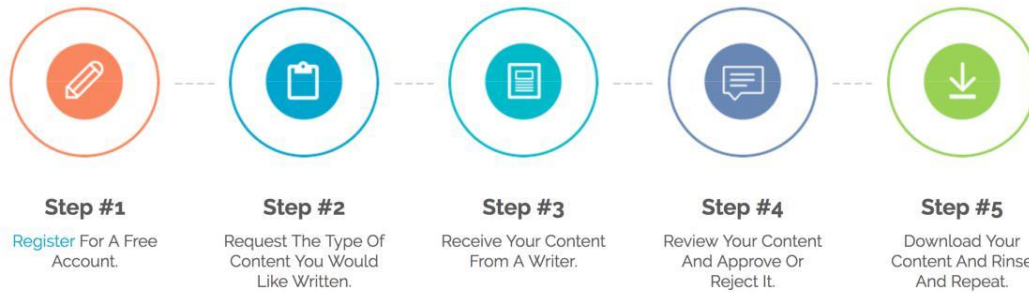 Step #1
Register For A Free
Account.
Step #2
Request The Type Of
Content You Would
Like Written.
Step #3
Receive Your Content
From A Writer.
Step #4
Review Your Content
And Approve Or
Reject It.
Step #5
Download Your
Content And Rinse
And Repeat.